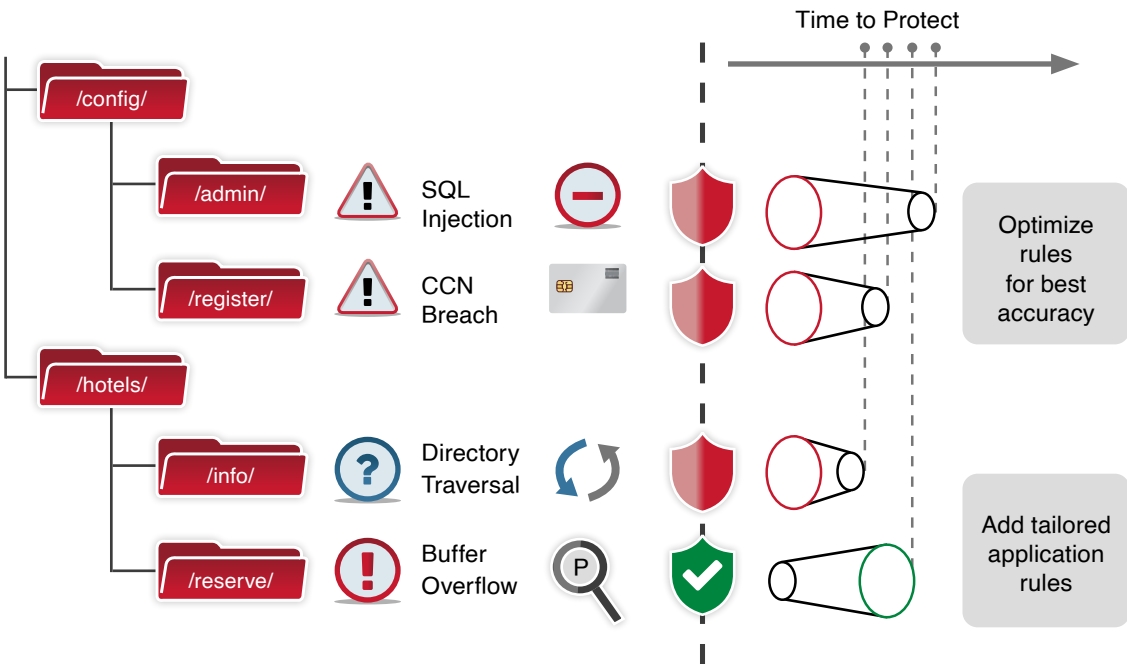 Time to Protect
/config/
/admin/
SQL
Injection
Optimize
rules
for best
accuracy
/register/
CCN
Breach
/hotels/
/info/
?
Directory
Traversal
/reserve/
Buffer
Overflow
P
Add tailored
application
rules